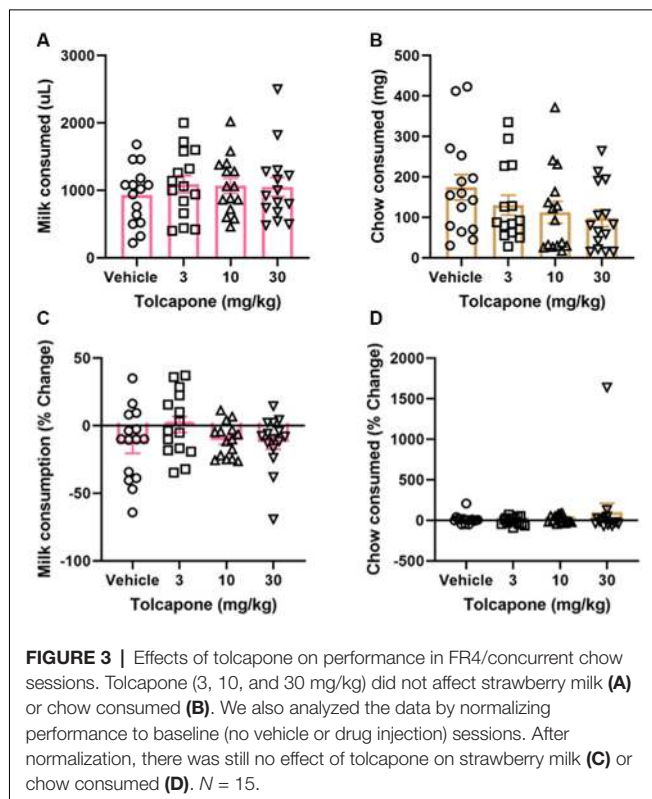 A
Milk consumed (uL)
3000
2000
1000
0
Vehicle 3 10 30
Tolcapone (mg/kg)
B
Chow consumed (mg)
500
400
300
200
100
0
Vehicle 3 10 30
Tolcapone (mg/kg)
C
Milk consumption (% Change)
50
0
-50
-100
Vehicle 3 10 30
Tolcapone (mg/kg)
D
Chow consumed (% Change)
2000
1500
1000
500
0
-500
Vehicle 3 10 30
Tolcapone (mg/kg)
FIGURE 3 | Effects of tolcapone on performance in FR4/concurrent chow
sessions. Tolcapone (3, 10, and 30 mg/kg) did not affect strawberry milk (A)
or chow consumed (B). We also analyzed the data by normalizing
performance to baseline (no vehicle or drug injection) sessions. After
normalization, there was still no effect of tolcapone on strawberry milk (C) or
chow consumed (D). N = 15.